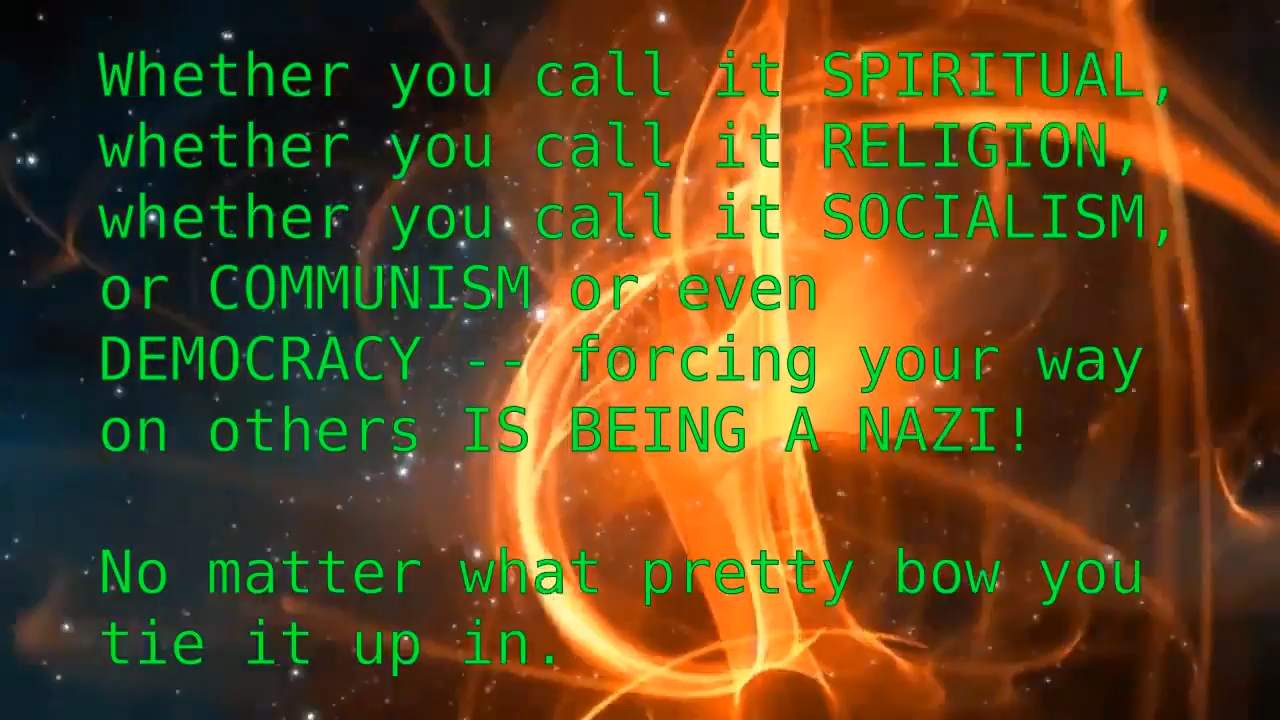 Whether you call it SPIRITUAL,
whether you call it RELIGION,
whether you call it SOCIALISM,
or COMMUNISM or even
DEMOCRACY -- forcing your way
on others IS BEING A NAZI!
No matter what pretty bow you
tie it up in.